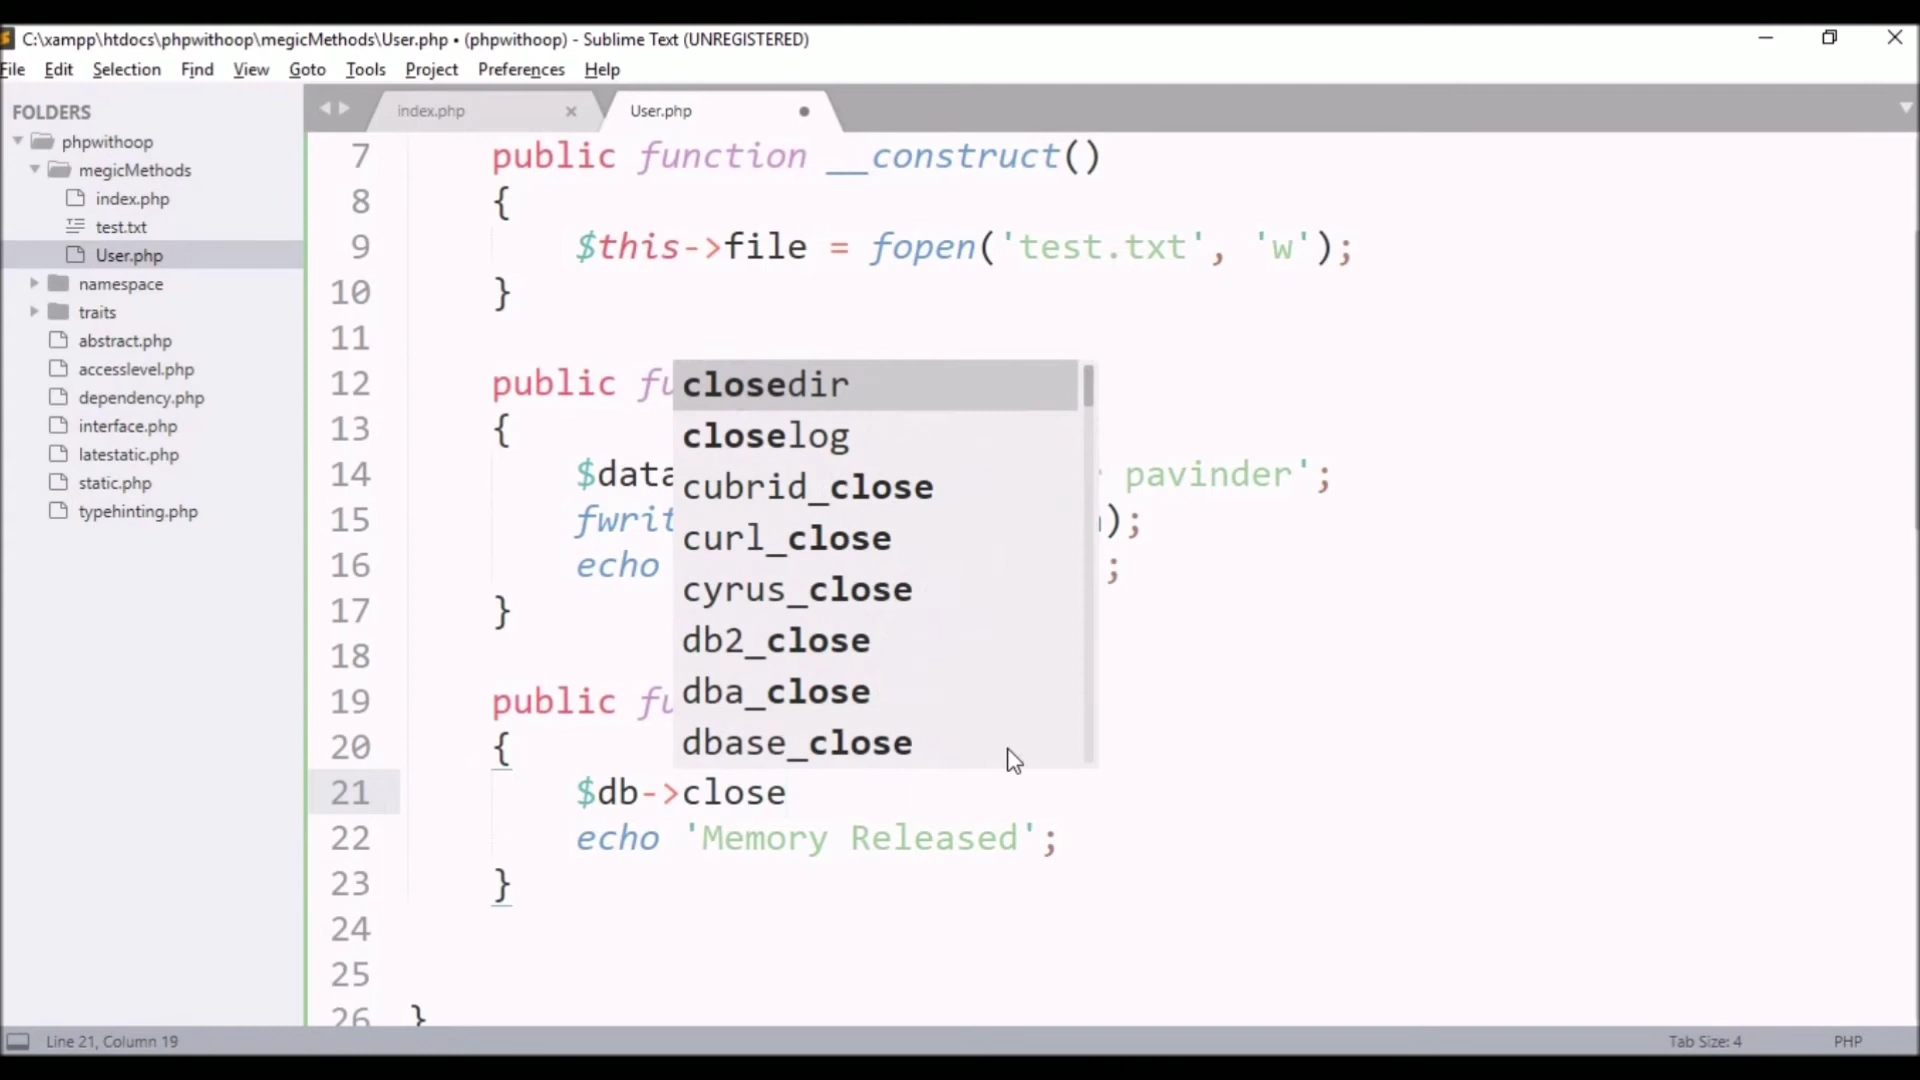 C:\xampp\htdocs\phpwithoop\megicMethods\User.php • (phpwithoop) - Sublime Text (UNREGISTERED)
File Edit Selection Find View Goto Tools Project Preferences Help
FOLDERS
phpwithoop
megicMethods
index.php
test.txt
User.php
namespace
traits
abstract.php
accesslevel.php
dependency.php
interface.php
latestatic.php
static.php
typehinting.php
index.php User.php
7 public function __construct()
8 {
9 $this->file = fopen('test.txt', 'w');
10 }
11
12 public fu
13 {
14 $data pavinder';
15 fwrit );
16 echo ;
17 }
18
19 public fu
20 {
21 $db->close
22 echo 'Memory Released';
23 }
24
25
26 }
closedir
closelog
cubrid_close
curl_close
cyrus_close
db2_close
dba_close
dbase_close
Line 21, Column 19 Tab Size: 4 PHP